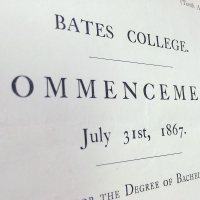 BATES COLLEGE.
OMMENCEME
July 31st, 1867.
OR THE DEGREE OF BACHEL